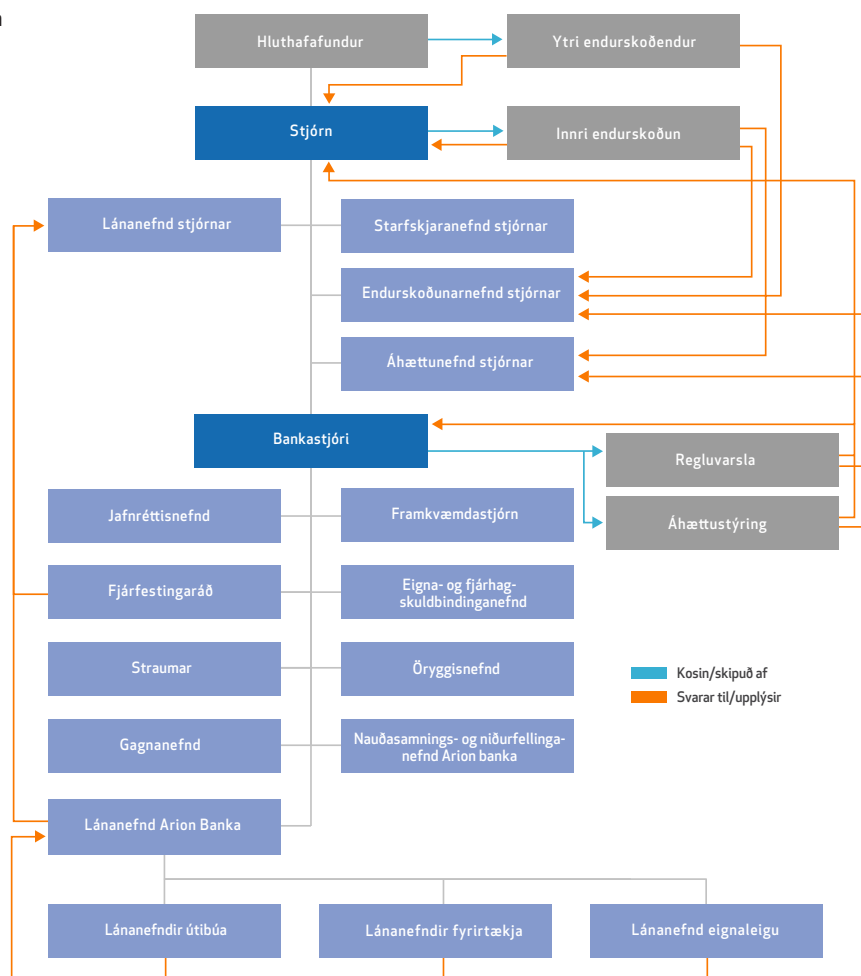 Hluthafafundur
Ytri endurskoðendur
Stjórn
Innri endurskoðun
Lánanefnd stjórnar
Starfskjaranefnd stjórnar
Endurskoðunarnefnd stjórnar
Áhættunefnd stjórnar
Bankastjóri
Regluvarsla
Jafnréttisnefnd
Framkvæmdastjórn
Áhættustýring
Fjárfestingaráð
Eigna- og fjárhag-
skuldbindinganefnd
Straumar
Öryggisnefnd
Kosin/skipuð af
Svarar til/upplýsir
Gagnanefnd
Nauðasamnings- og niðurfellinga-
nefnd Arion banka
Lánanefnd Arion Banka
Lánanefndir útibúa
Lánanefndir fyrirtækja
Lánanefnd eignaleigu